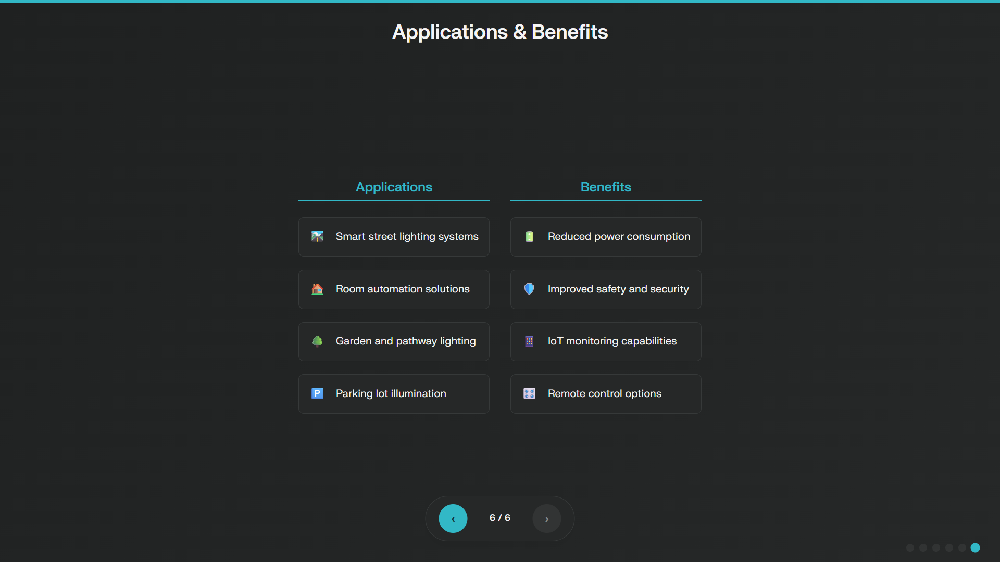 Applications & Benefits
Applications
Smart street lighting systems
Room automation solutions
Garden and pathway lighting
P
Parking lot illumination
Benefits
Reduced power consumption
Improved safety and security
IoT monitoring capabilities
Remote control options
‹ 6 / 6 ›